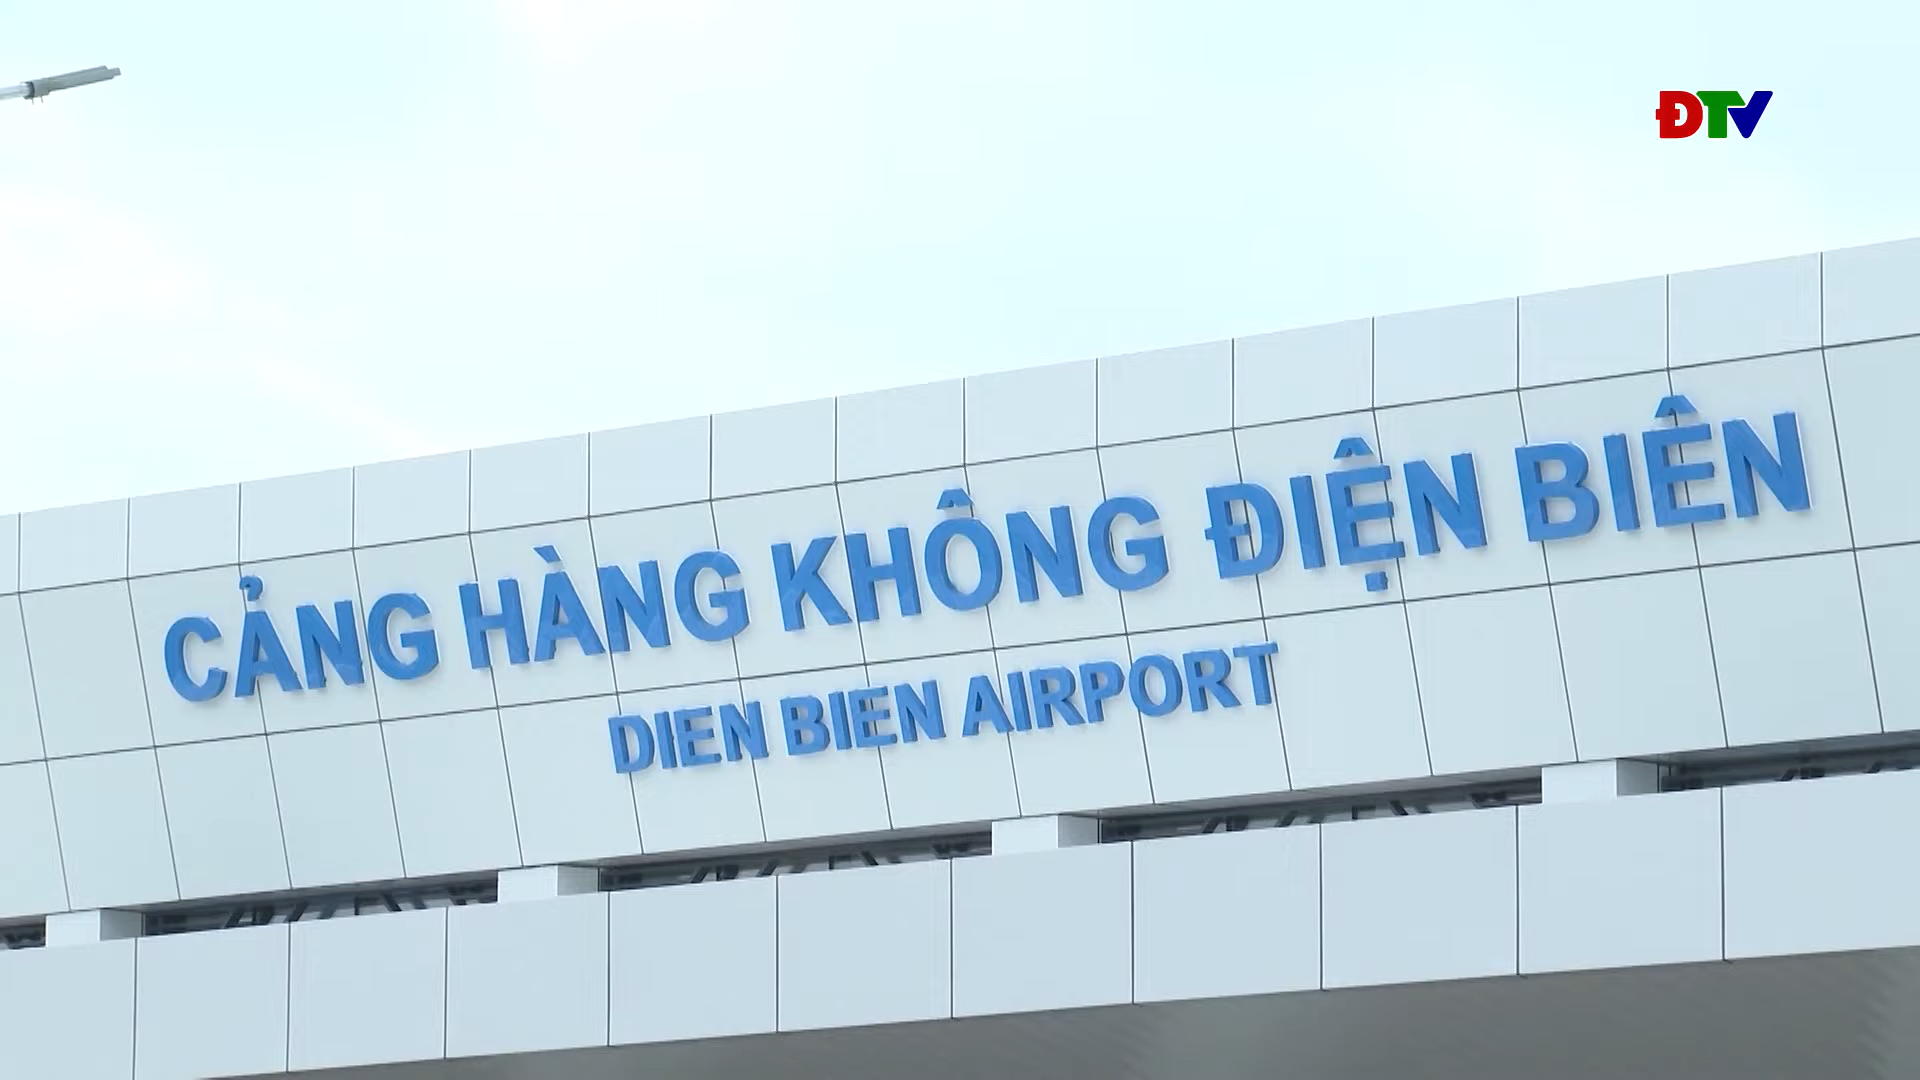 ĐTV
CẢNG HÀNG KHÔNG ĐIỆN BIÊN
DIEN BIEN AIRPORT